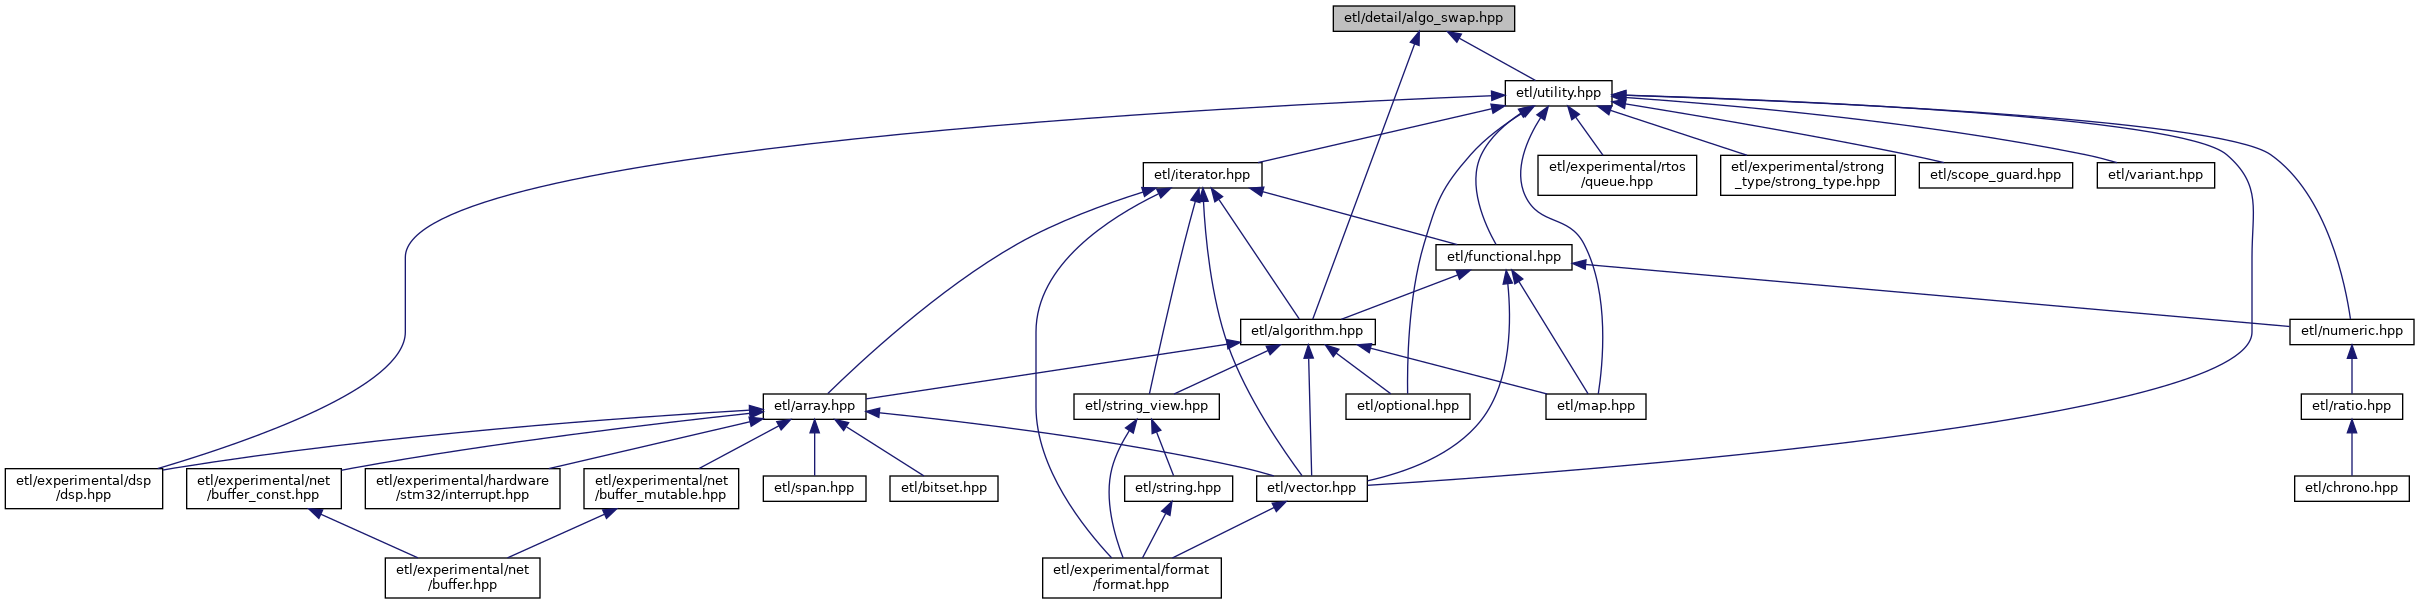 etl/detail/algo_swap.hpp
etl/utility.hpp
etl/iterator.hpp
etl/experimental/rtos
/queue.hpp
etl/experimental/strong
_type/strong_type.hpp
etl/scope_guard.hpp
etl/variant.hpp
etl/functional.hpp
etl/algorithm.hpp
etl/numeric.hpp
etl/array.hpp
etl/string_view.hpp
etl/optional.hpp
etl/map.hpp
etl/ratio.hpp
etl/experimental/dsp
/dsp.hpp
etl/experimental/net
/buffer_const.hpp
etl/experimental/hardware
/stm32/interrupt.hpp
etl/experimental/net
/buffer_mutable.hpp
etl/span.hpp
etl/bitset.hpp
etl/string.hpp
etl/vector.hpp
etl/chrono.hpp
etl/experimental/net
/buffer.hpp
etl/experimental/format
/format.hpp